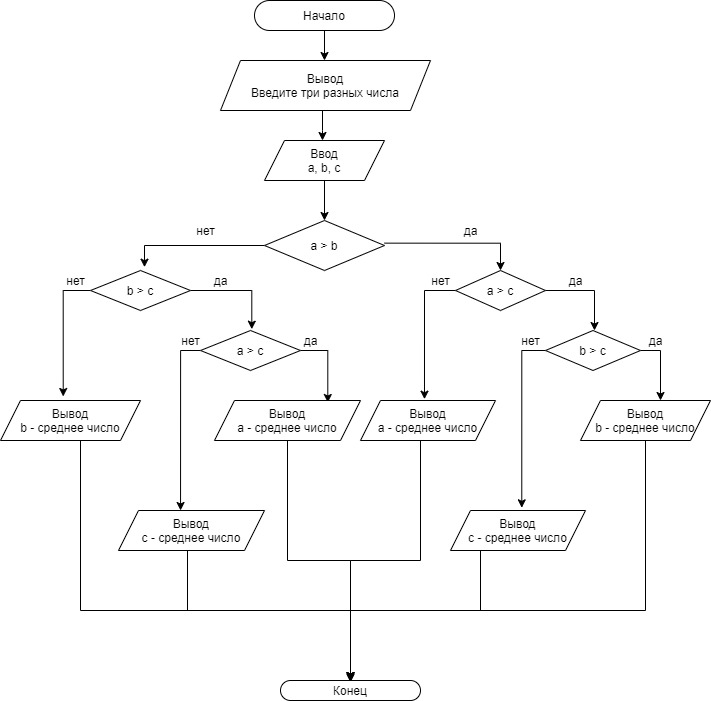 Начало
Вывод
Введите три разных числа
Ввод
a, b, c
нет
a > b
да
нет
b > c
да
нет
a > c
да
нет
a > c
да
нет
b > c
да
Вывод
b - среднее число
Вывод
a - среднее число
Вывод
a - среднее число
Вывод
b - среднее число
Вывод
c - среднее число
Вывод
c - среднее число
Конец